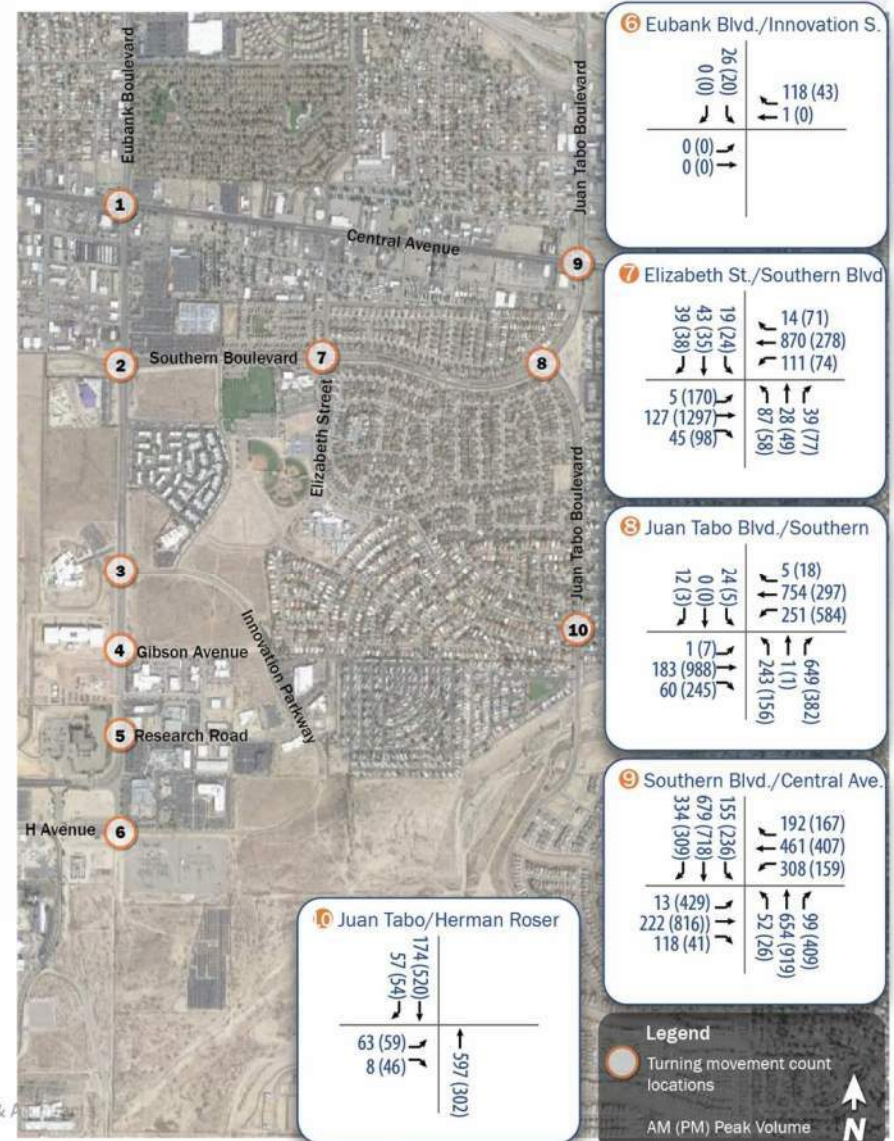 Eubank Boulevard
Juan Tabo Boulevard
1
Central Avenue
9
2
Southern Boulevard
7
8
Elizabeth Street
Juan Tabo Boulevard
3
Innovation Parkway
10
4
Gibson Avenue
5
Research Road
H Avenue
6
6 Eubank Blvd./Innovation S.
0 (0)
26 (20)
118 (43)
1 (0)
0 (0)
0 (0)
7 Elizabeth St./Southern Blvd
39 (38)
43 (35)
19 (24)
14 (71)
870 (278)
111 (74)
5 (170)
127 (1297)
45 (98)
87 (58)
28 (49)
39 (77)
8 Juan Tabo Blvd./Southern
12 (3)
0 (0)
24 (5)
5 (18)
754 (297)
251 (584)
1 (7)
183 (988)
60 (245)
243 (156)
1 (1)
649 (382)
9 Southern Blvd./Central Ave.
334 (309)
679 (718)
155 (236)
192 (167)
461 (407)
308 (159)
13 (429)
222 (816))
118 (41)
52 (26)
654 (919)
99 (409)
10 Juan Tabo/Herman Roser
57 (54)
174 (520)
63 (59)
8 (46)
597 (302)
Legend
Turning movement count
locations
AM (PM) Peak Volume
N
&